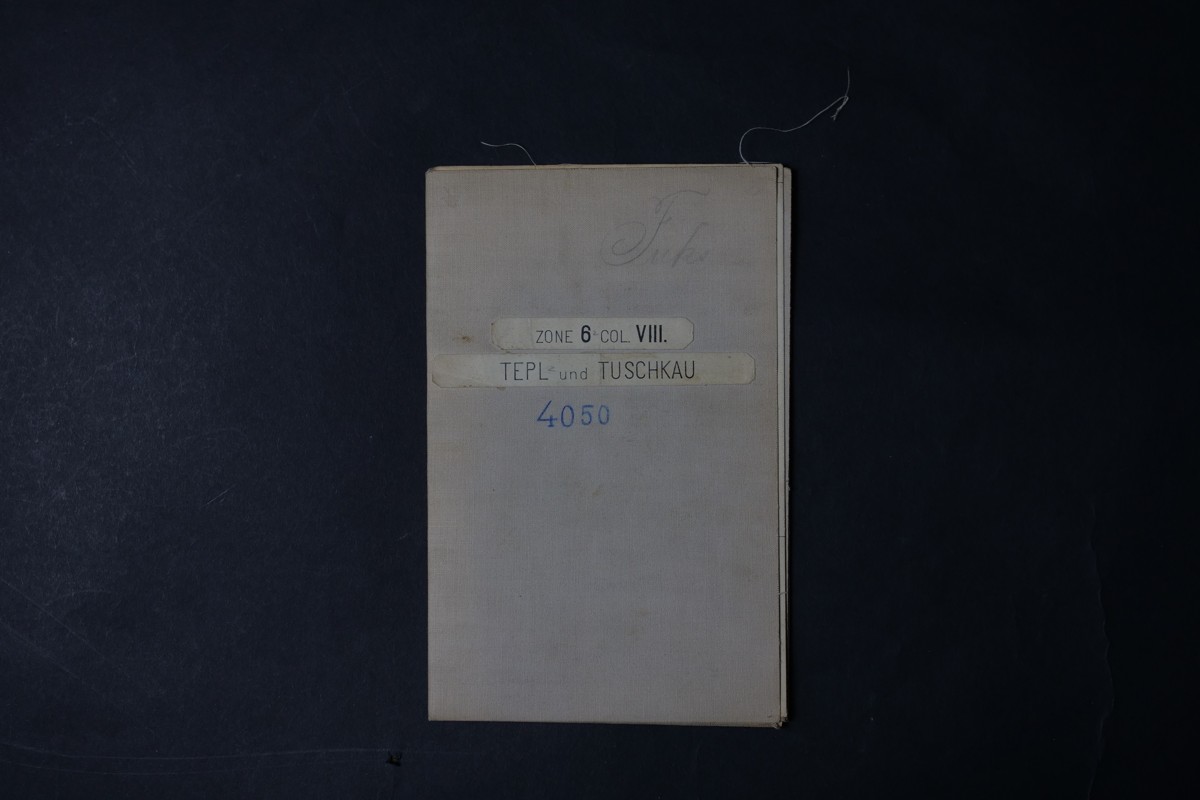 ZONE 6 COL. VIII.
TEPL und TUSCHKAU
4050